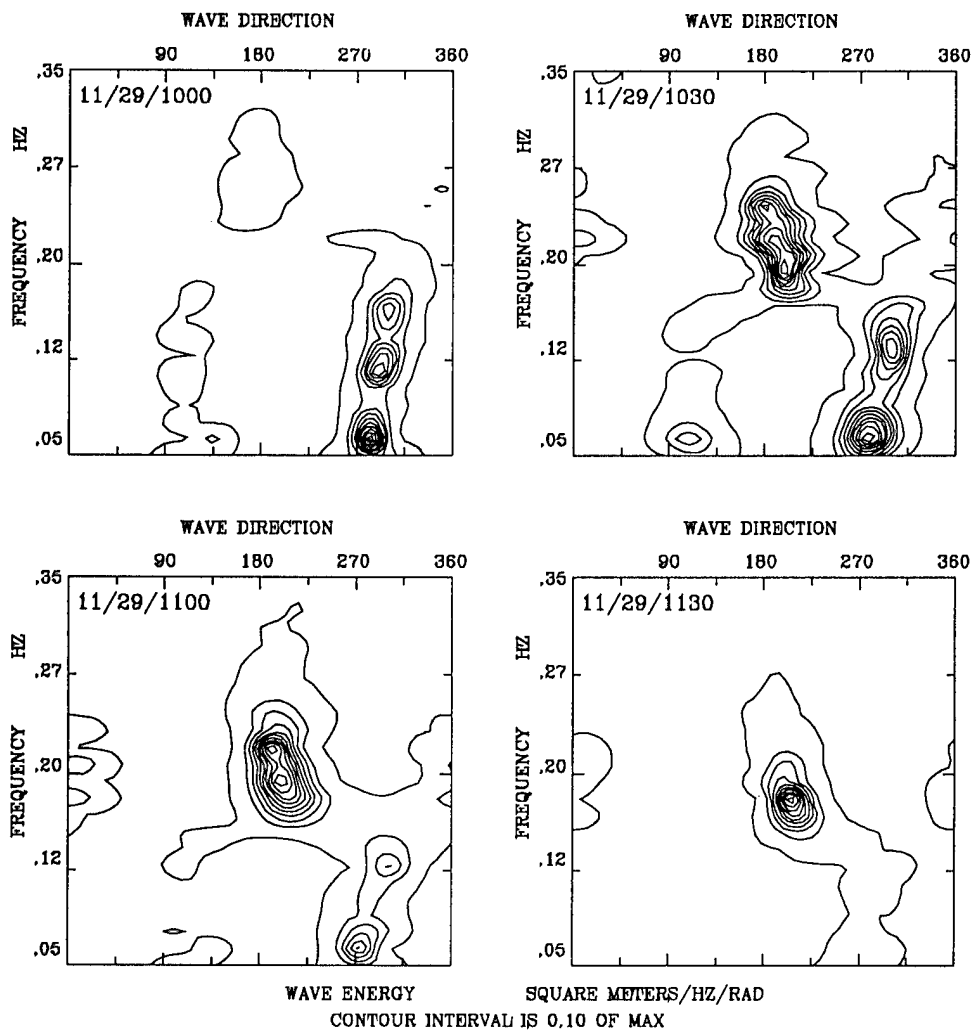 WAVE DIRECTION
90 180 270 360
.35
11/29/1000
HZ
.27
.20
FREQUENCY
.12
.05
WAVE DIRECTION
90 180 270 360
.35
11/29/1030
HZ
.27
.20
FREQUENCY
.12
.05
WAVE DIRECTION
90 180 270 360
.35
11/29/1100
HZ
.27
.20
FREQUENCY
.12
.05
WAVE DIRECTION
90 180 270 360
.35
11/29/1130
HZ
.27
.20
FREQUENCY
.12
.05
WAVE ENERGY SQUARE METERS/HZ/RAD
CONTOUR INTERVAL IS 0.10 OF MAX